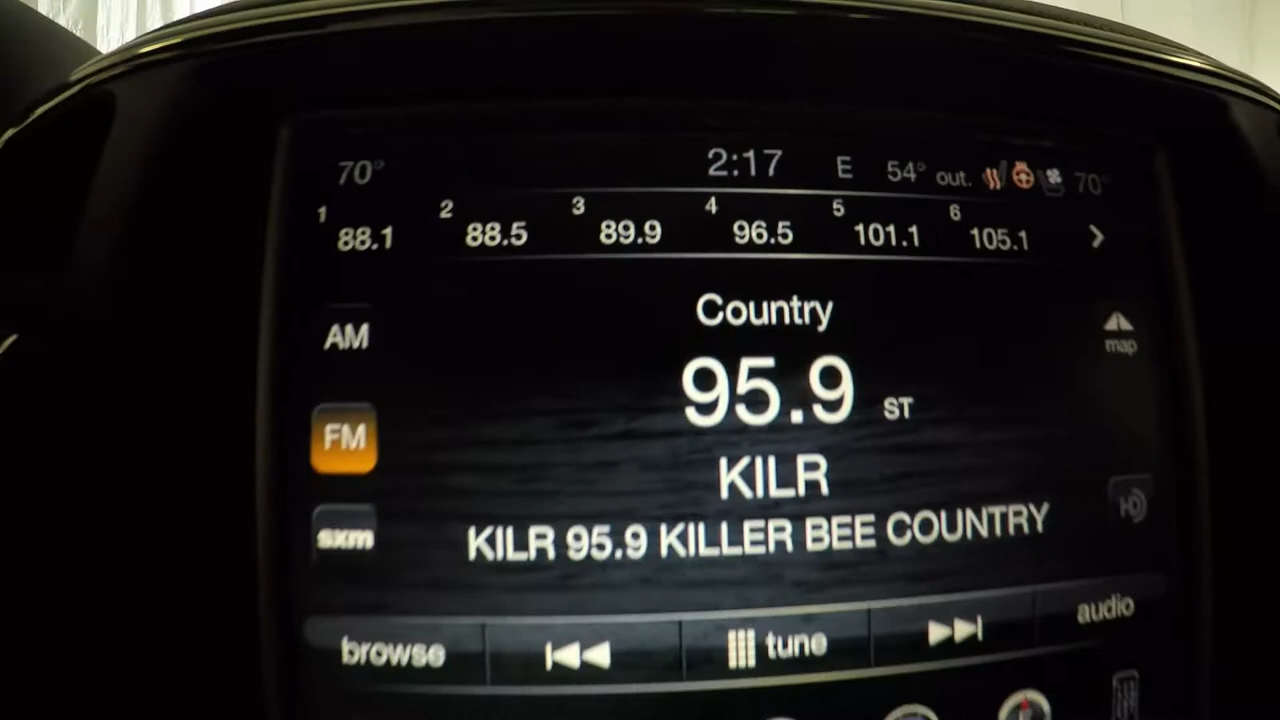 70° 2:17 E 54° out. 70°
1 2 3 4 5 6
88.1 88.5 89.9 96.5 101.1 105.1
Country
AM
map
95.9 ST
FM
KILR
KILR 95.9 KILLER BEE COUNTRY
sxm
browse tune audio